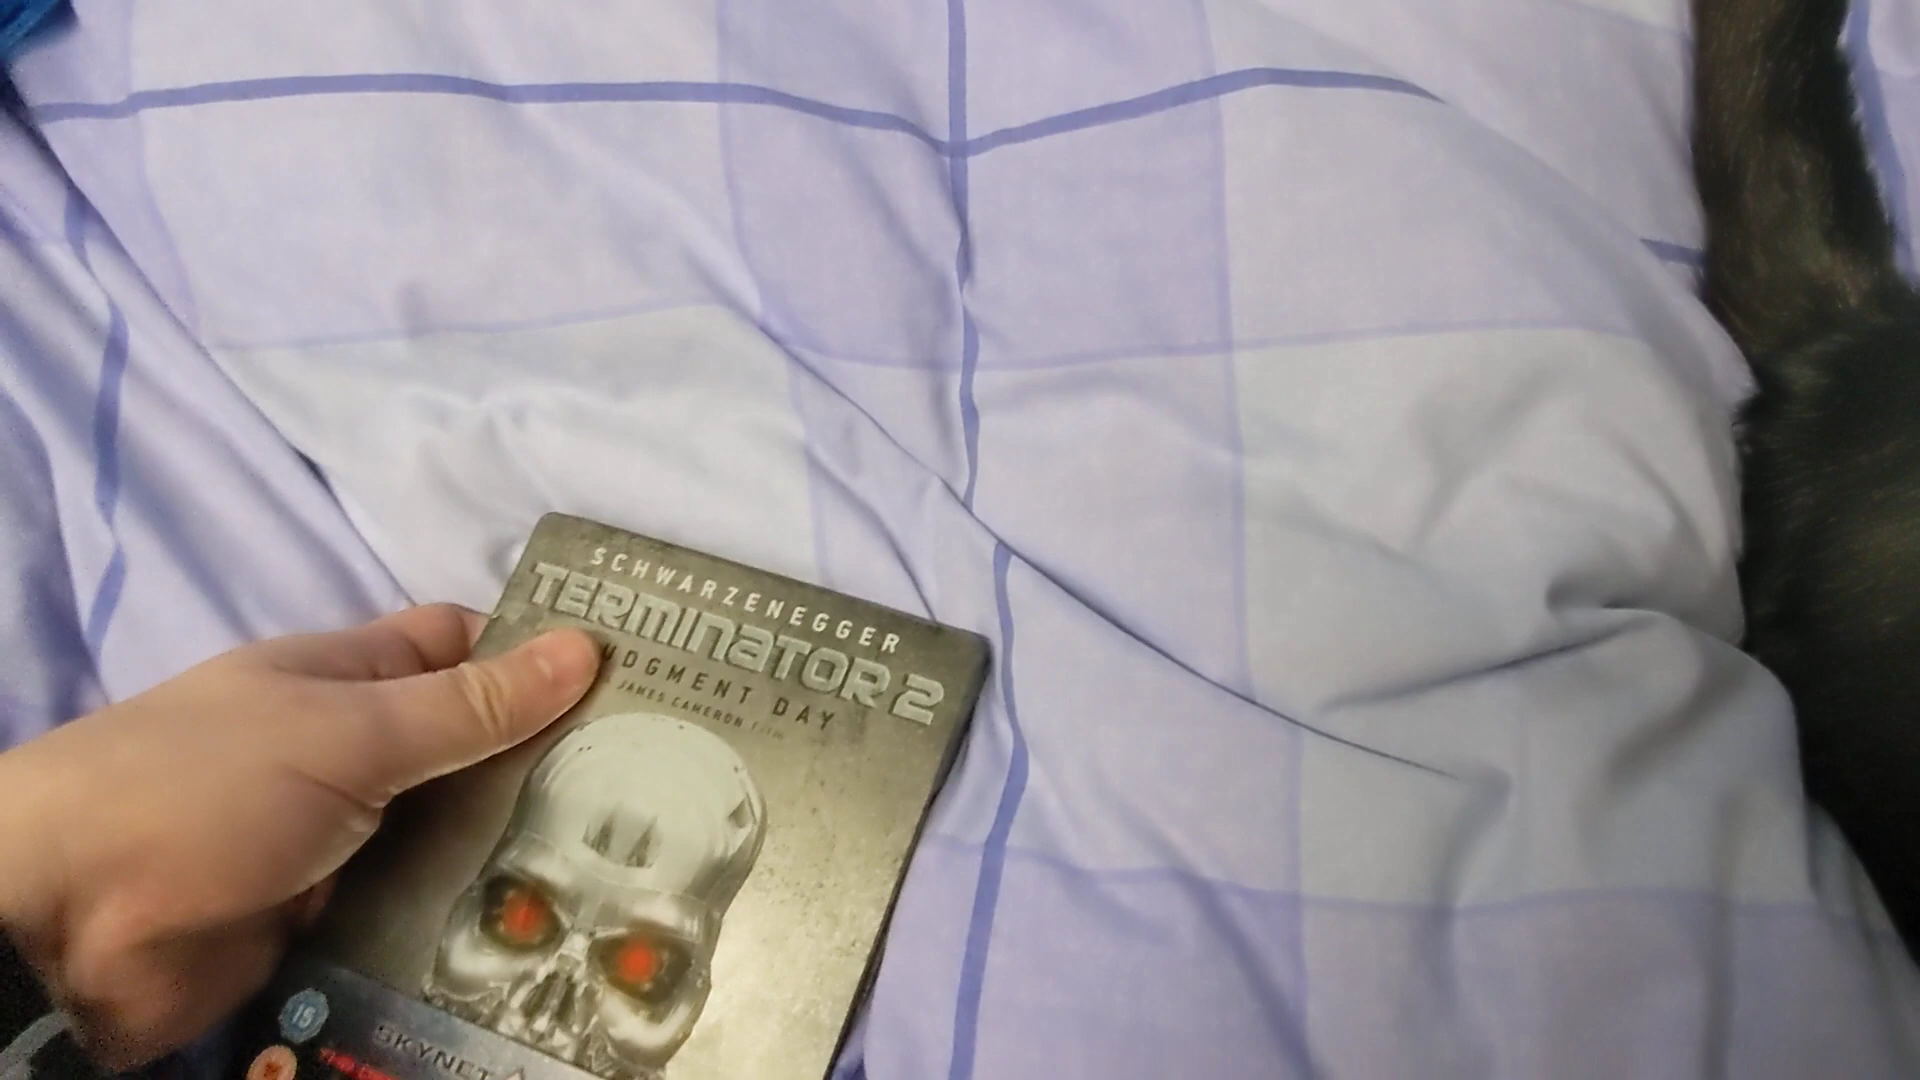 SCHWARZENEGGER
TERMINATOR 2
UDGMENT DAY
JAMES CAMERON Film
15
SKYNET